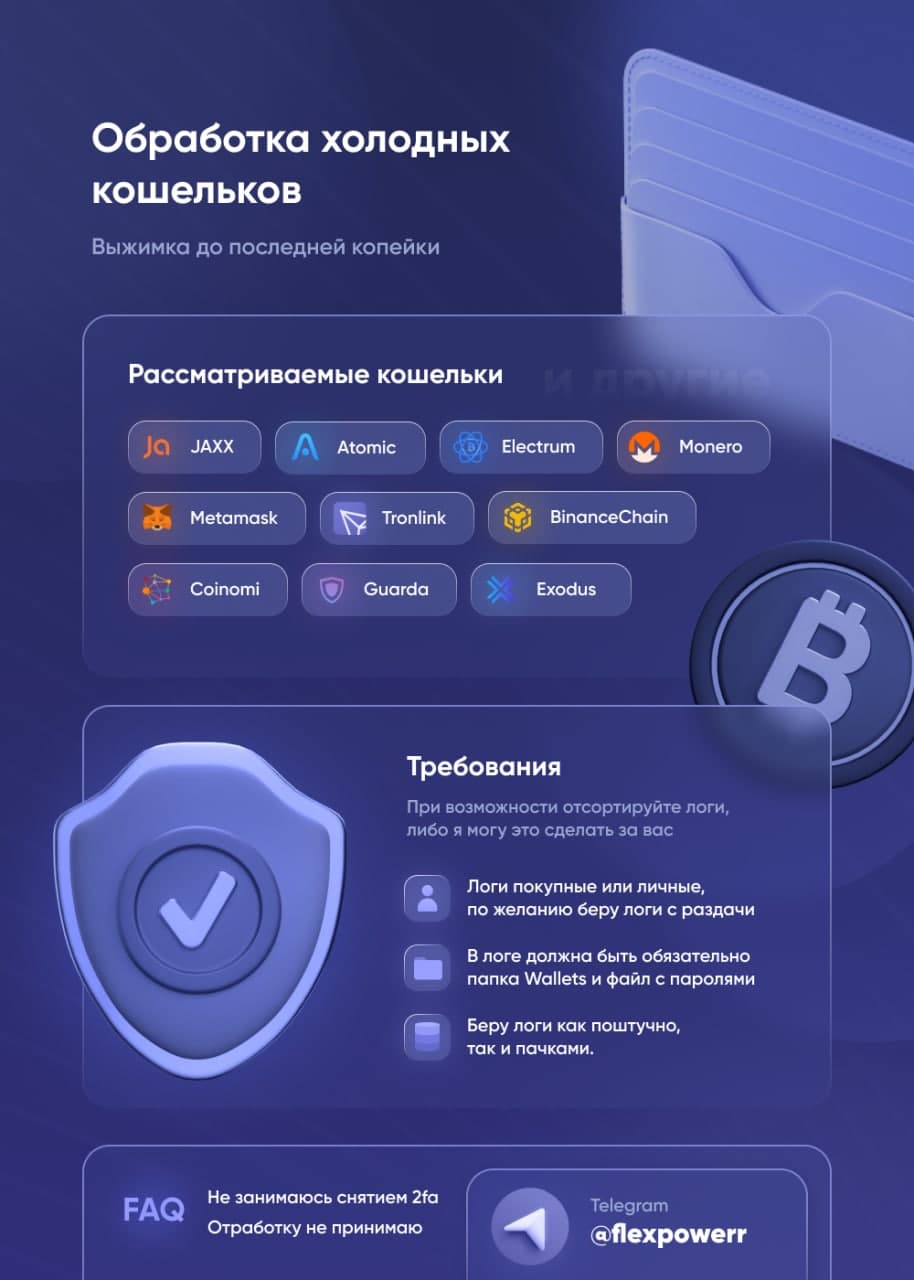 Обработка холодных
кошельков
Выжимка до последней копейки
Рассматриваемые кошельки
и другие
Ja JAXX
Atomic
Electrum
Monero
Metamask
Tronlink
BinanceChain
Coinomi
Guarda
Exodus
Требования
При возможности отсортируйте логи,
либо я могу это сделать за вас
Логи покупные или личные,
по желанию беру логи с раздачи
В логе должна быть обязательно
папка Wallets и файл с паролями
Беру логи как поштучно,
так и пачками.
FAQ
Не занимаюсь снятием 2fa
Отработку не принимаю
Telegram
@flexpowerr